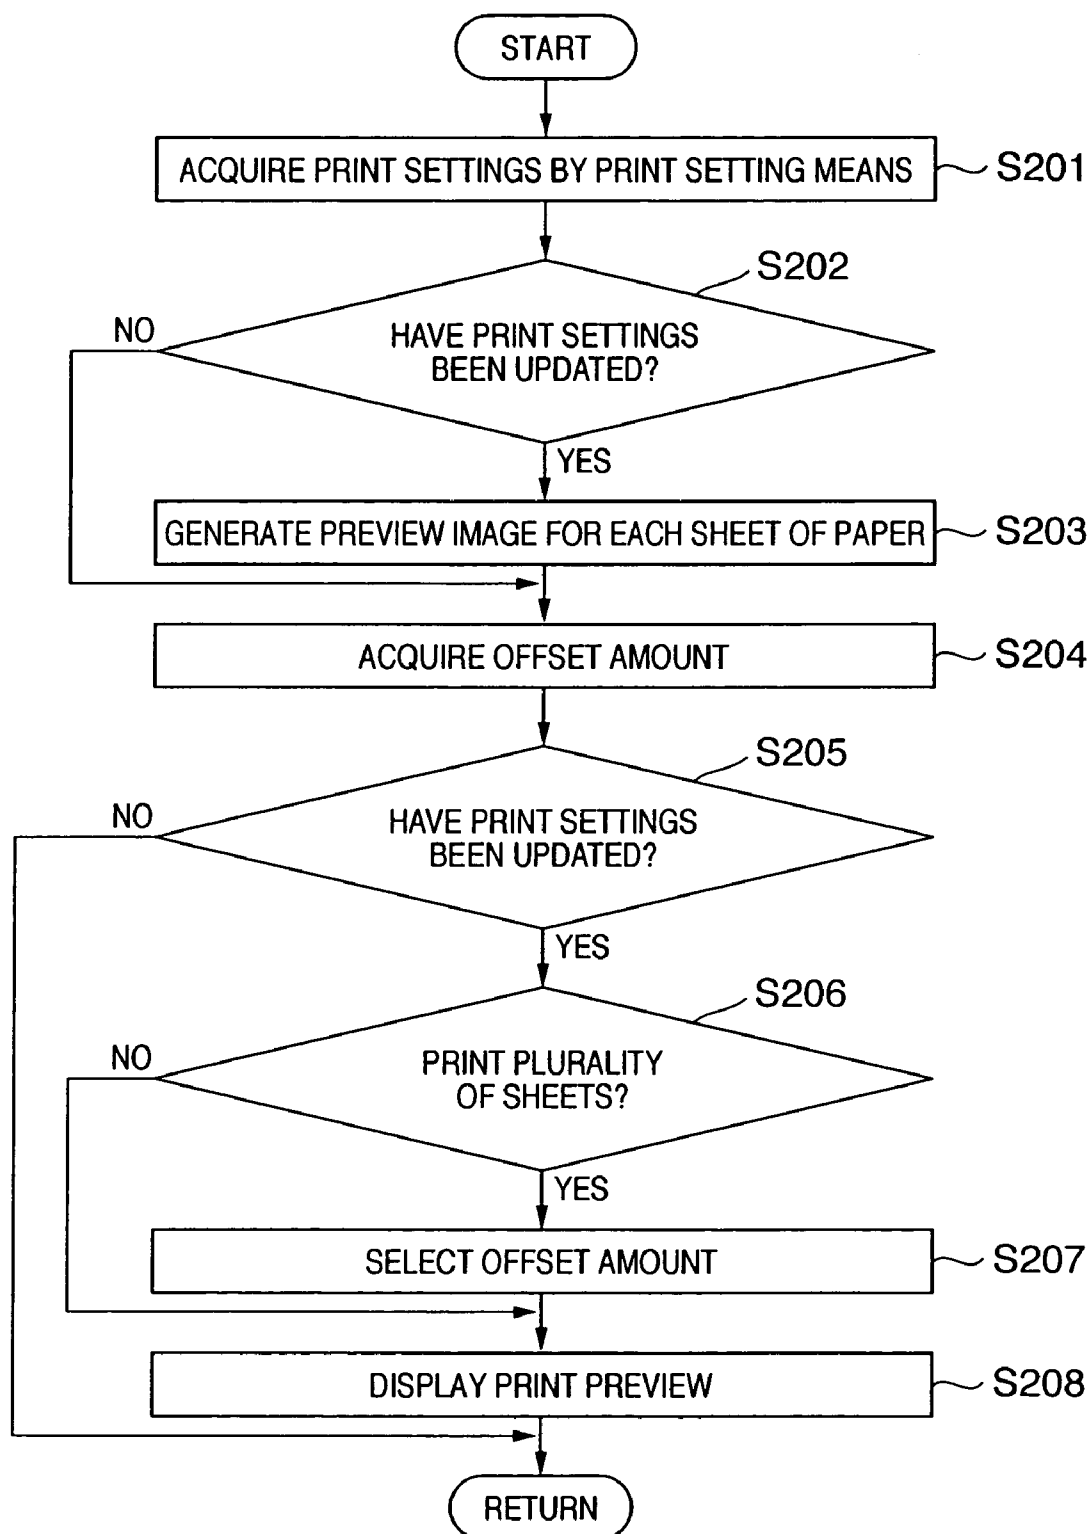 START
ACQUIRE PRINT SETTINGS BY PRINT SETTING MEANS
S201
S202
NO
HAVE PRINT SETTINGS
BEEN UPDATED?
YES
GENERATE PREVIEW IMAGE FOR EACH SHEET OF PAPER
S203
ACQUIRE OFFSET AMOUNT
S204
S205
NO
HAVE PRINT SETTINGS
BEEN UPDATED?
YES
S206
NO
PRINT PLURALITY
OF SHEETS?
YES
SELECT OFFSET AMOUNT
S207
DISPLAY PRINT PREVIEW
S208
RETURN